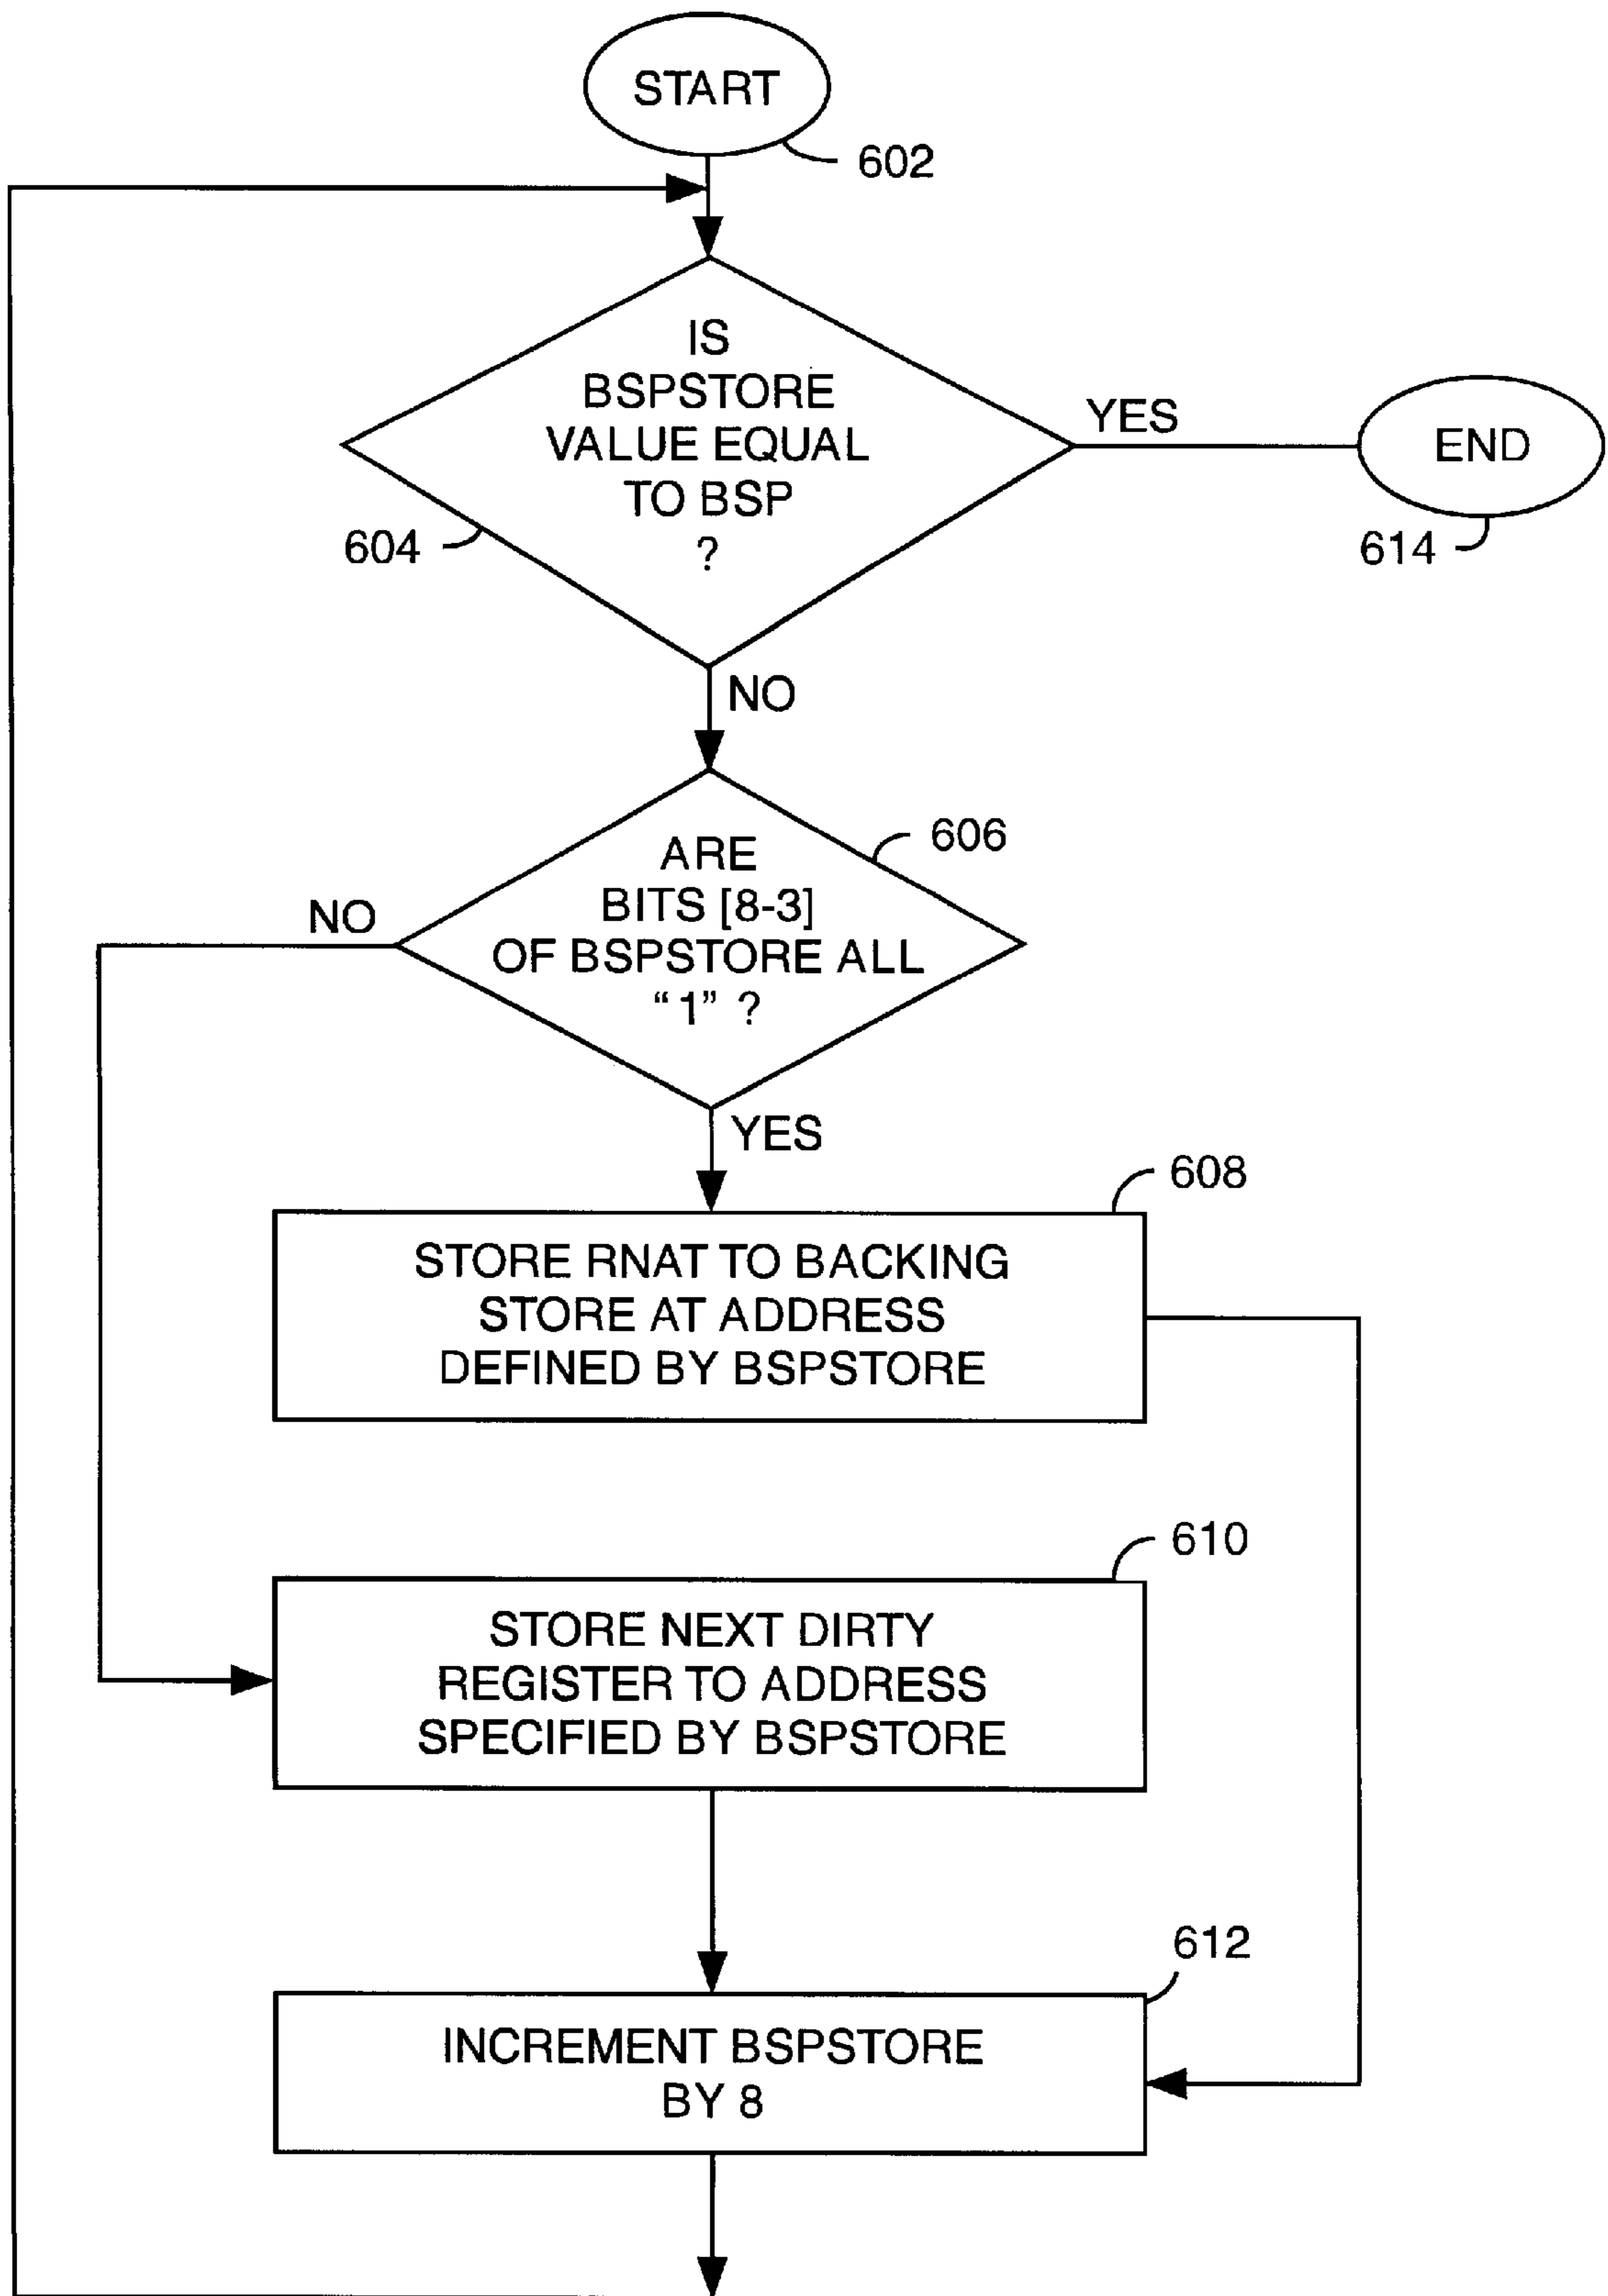 START
602
IS
BSPSTORE
VALUE EQUAL
TO BSP
?
YES
END
604
614
NO
606
ARE
BITS [8-3]
OF BSPSTORE ALL
“1” ?
NO
YES
608
STORE RNAT TO BACKING
STORE AT ADDRESS
DEFINED BY BSPSTORE
610
STORE NEXT DIRTY
REGISTER TO ADDRESS
SPECIFIED BY BSPSTORE
612
INCREMENT BSPSTORE
BY 8